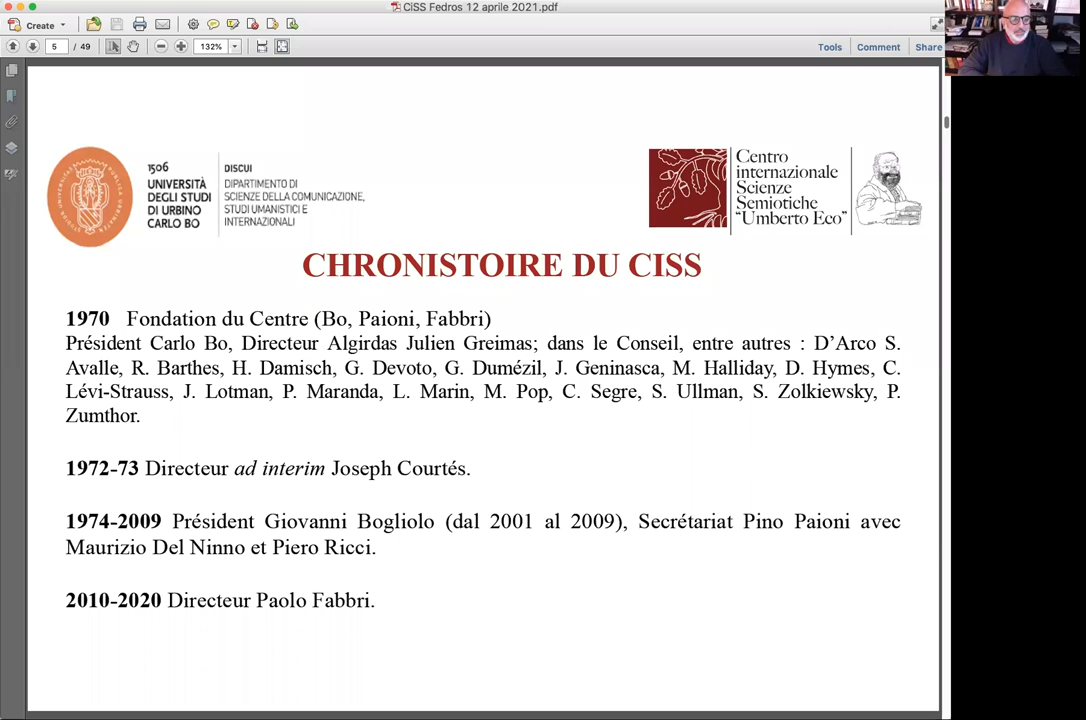 CiSS Fedros 12 aprile 2021.pdf
Create
5 / 49
132%
Tools
Comment
Share
1506
UNIVERSITÀ
DEGLI STUDI
DI URBINO
CARLO BO
DISCUI
DIPARTIMENTO DI
SCIENZE DELLA COMUNICAZIONE,
STUDI UMANISTICI E
INTERNAZIONALI
Centro
internazionale
Scienze
Semiotiche
“Umberto Eco”
CHRONISTOIRE DU CISS
1970 Fondation du Centre (Bo, Paioni, Fabbri)
Président Carlo Bo, Directeur Algirdas Julien Greimas; dans le Conseil, entre autres : D’Arco S.
Avalle, R. Barthes, H. Damisch, G. Devoto, G. Dumézil, J. Geninasca, M. Halliday, D. Hymes, C.
Lévi-Strauss, J. Lotman, P. Maranda, L. Marin, M. Pop, C. Segre, S. Ullman, S. Zolkiewsky, P.
Zumthor.
1972-73 Directeur ad interim Joseph Courtés.
1974-2009 Président Giovanni Bogliolo (dal 2001 al 2009), Secrétariat Pino Paioni avec
Maurizio Del Ninno et Piero Ricci.
2010-2020 Directeur Paolo Fabbri.